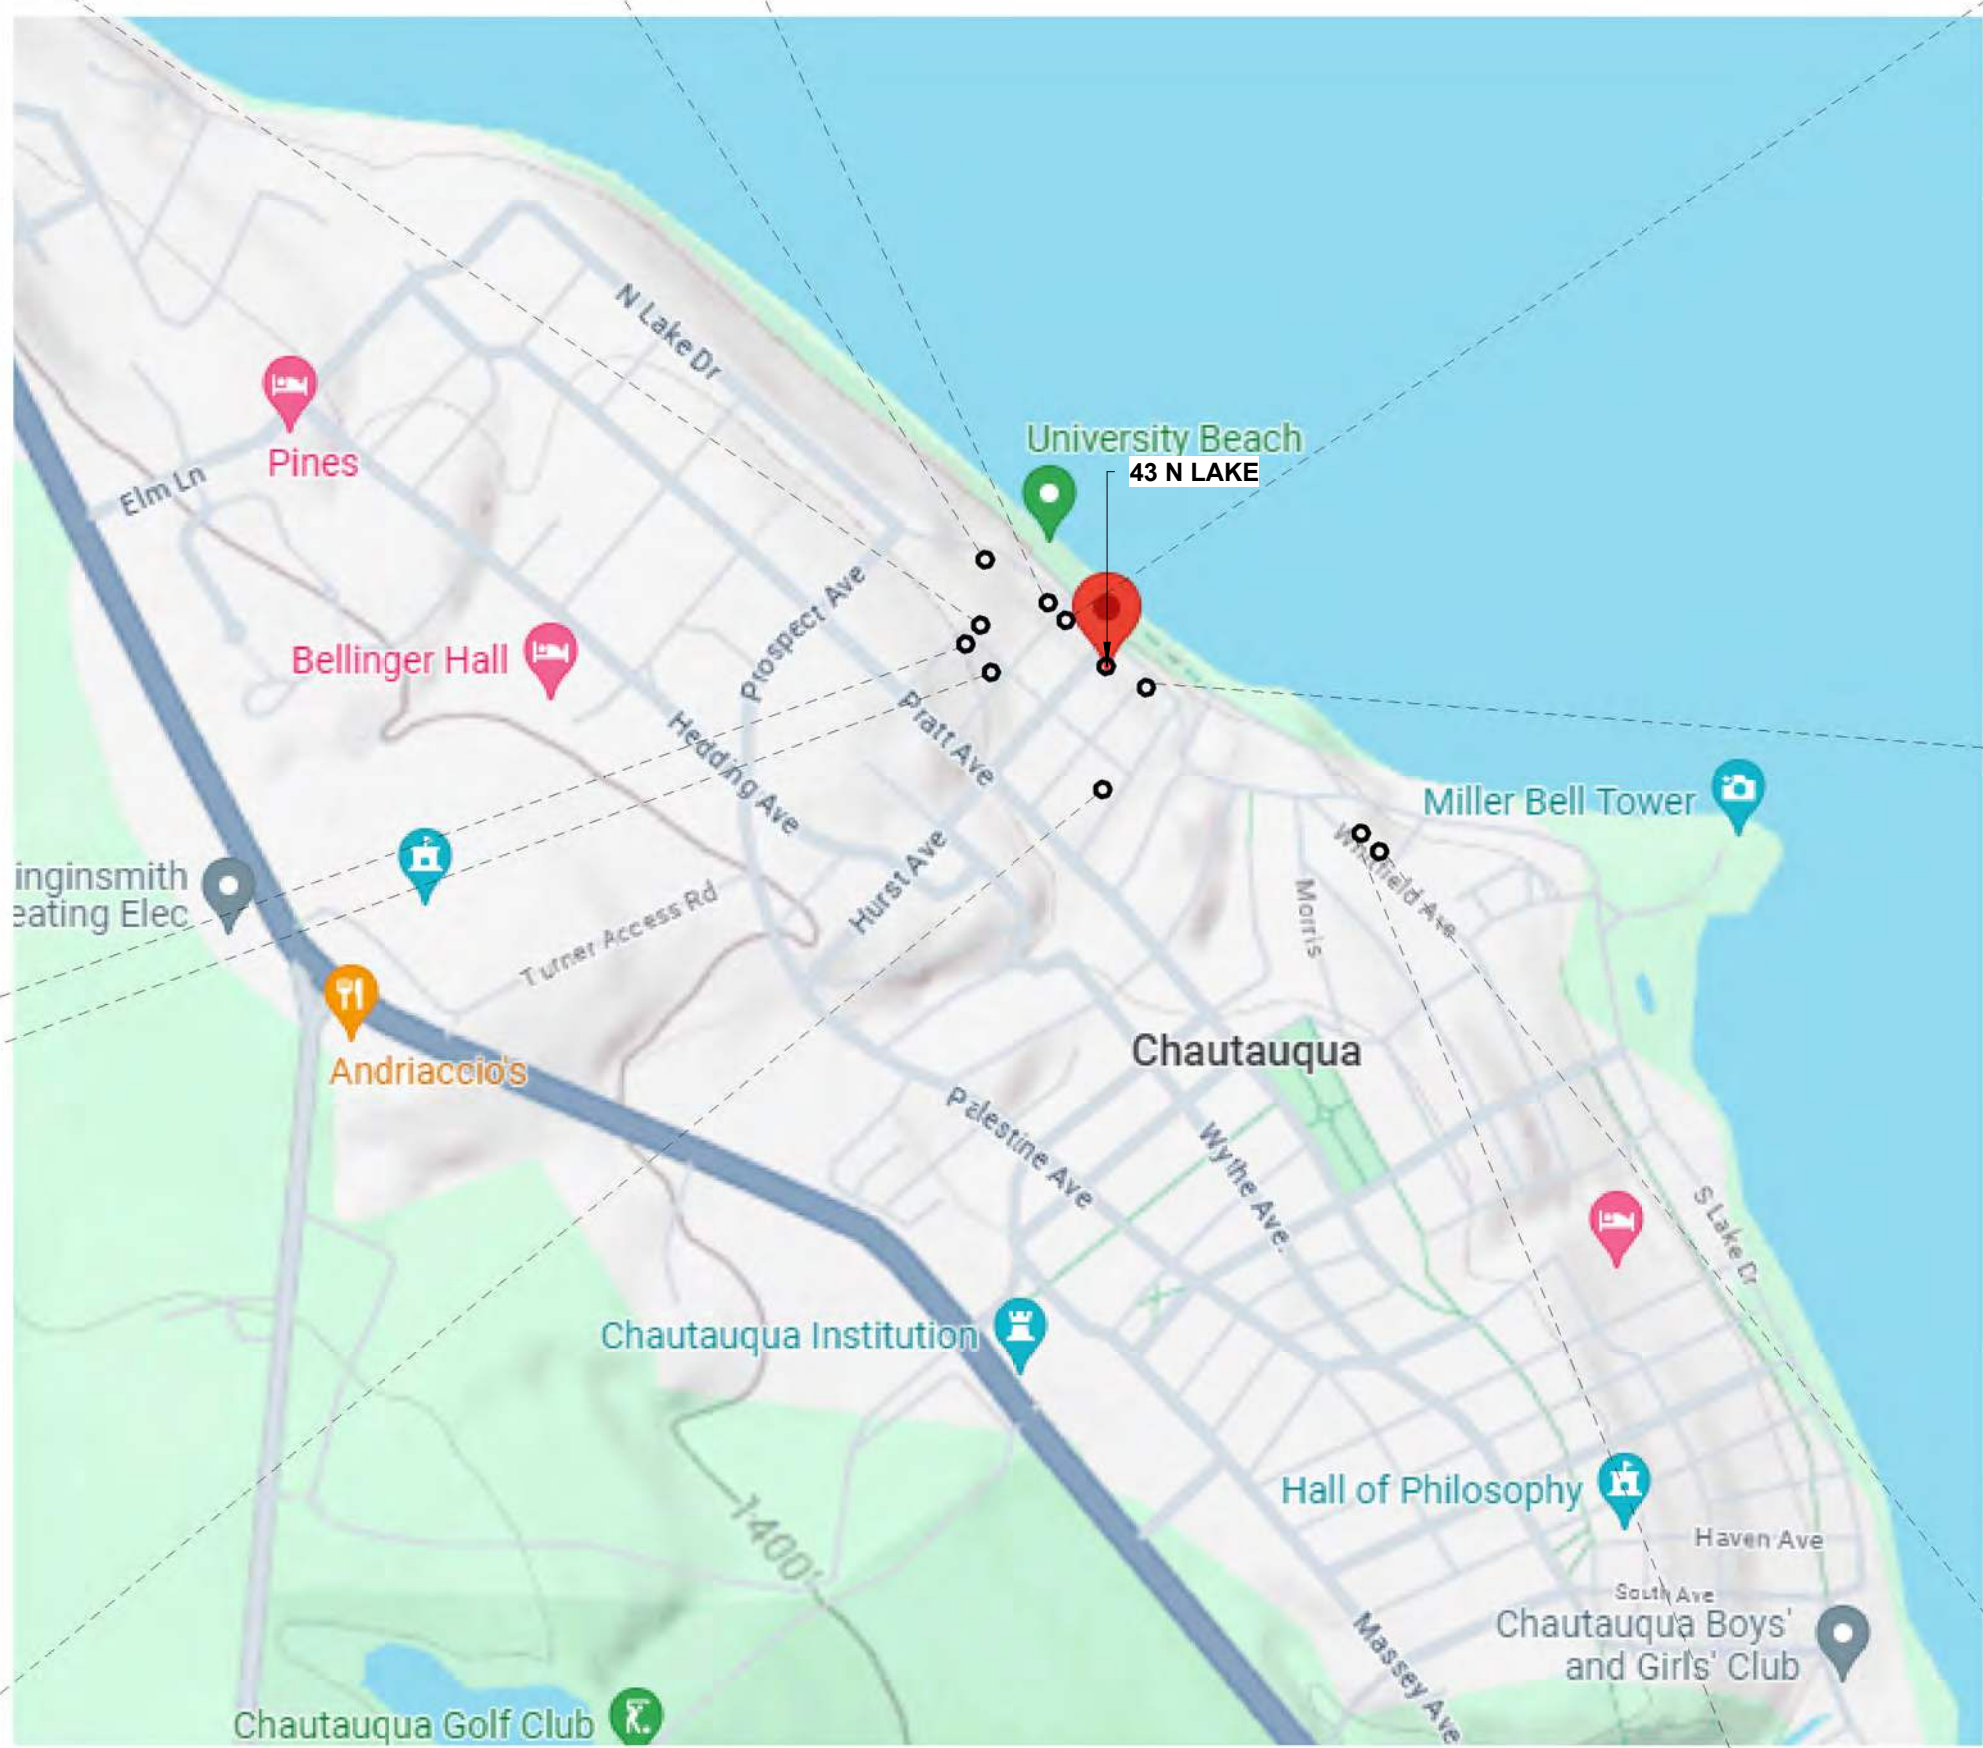 N Lake Dr
University Beach
43 N LAKE
Pines
Elm Ln
Prospect Ave
Bellinger Hall
Pratt Ave
Hedding Ave
Miller Bell Tower
Hurst Ave
inginsmith
eating Elec
Morris
Turner Access Rd
Chautauqua
Andriaccio's
Palestine Ave
Wythe Ave.
S Lake Dr
Chautauqua Institution
Hall of Philosophy
1400'
Haven Ave
South Ave
Chautauqua Boys'
and Girls' Club
Massey Ave
Chautauqua Golf Club